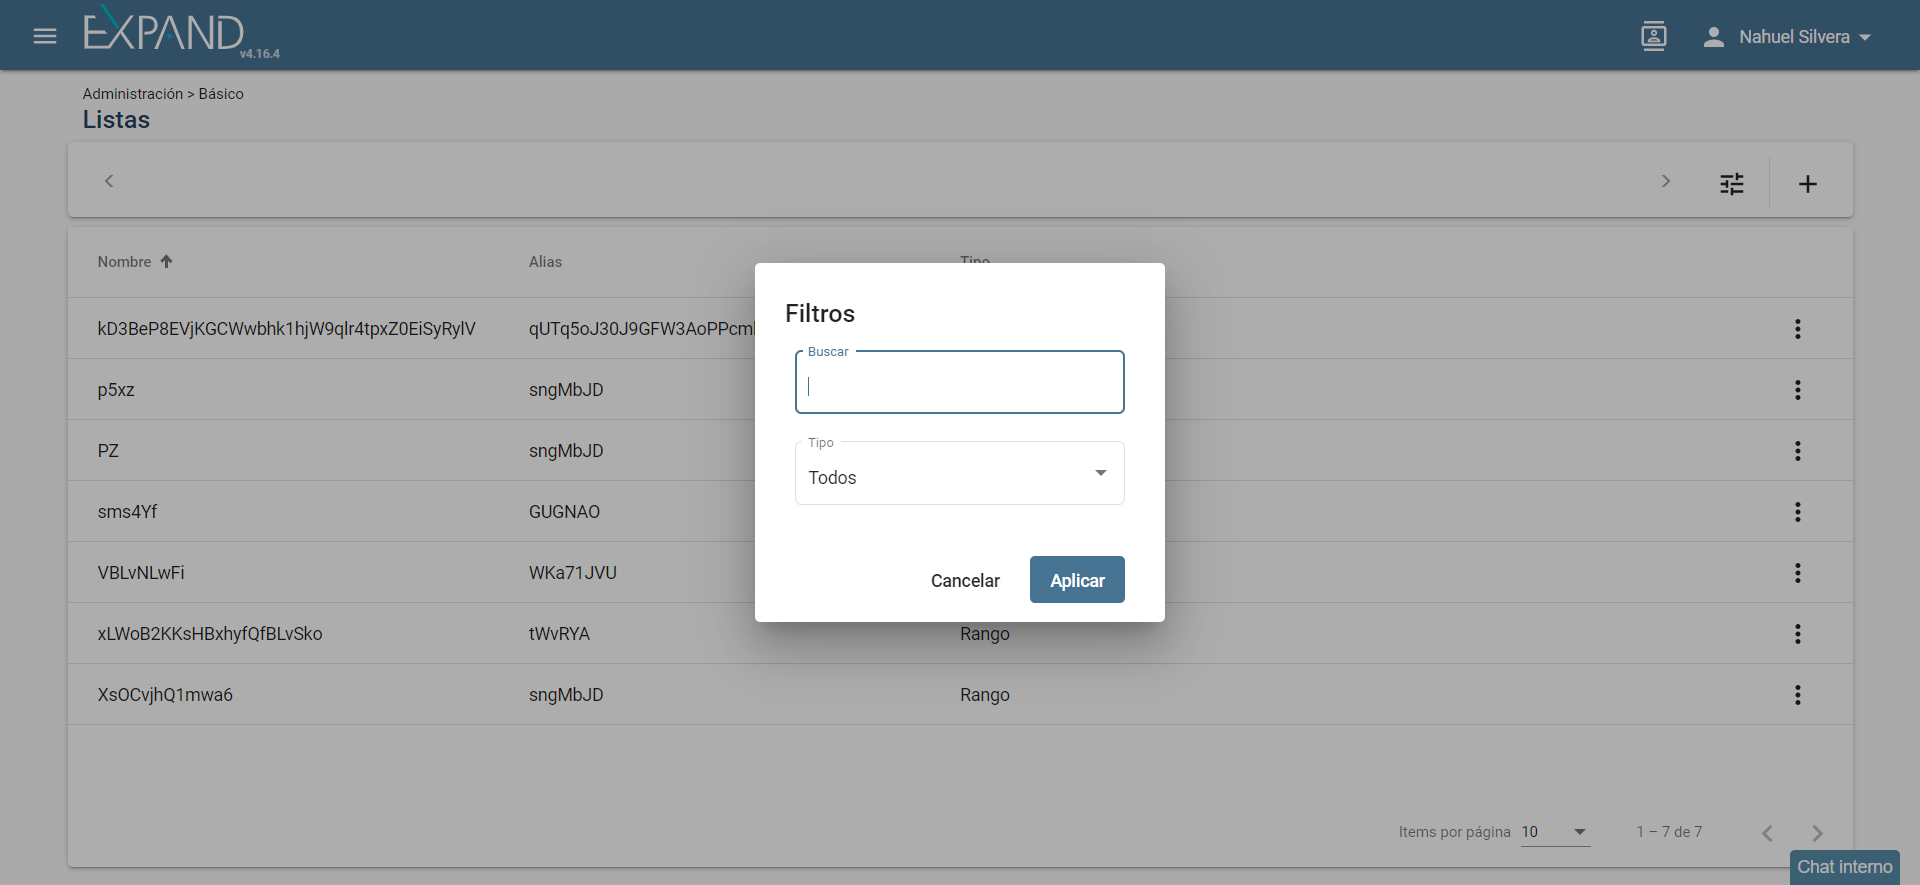 EXPAND
v4.16.4
Nahuel Silvera
Administración > Básico
Listas
Nombre Alias Tipo
kD3BeP8EVjKGCWwbhk1hjW9qlr4tpxZ0EiSyRylV qUTq5oJ30J9GFW3AoPPcm
p5xz sngMbJD
PZ sngMbJD
sms4Yf GUGNAO
VBLvNLwFi WKa71JVU
xLWoB2KKsHBxhyfQfBLvSko tWvRYA Rango
XsOCvjhQ1mwa6 sngMbJD Rango
Filtros
Buscar
Tipo
Todos
Cancelar Aplicar
Items por página 10 1 – 7 de 7
Chat interno